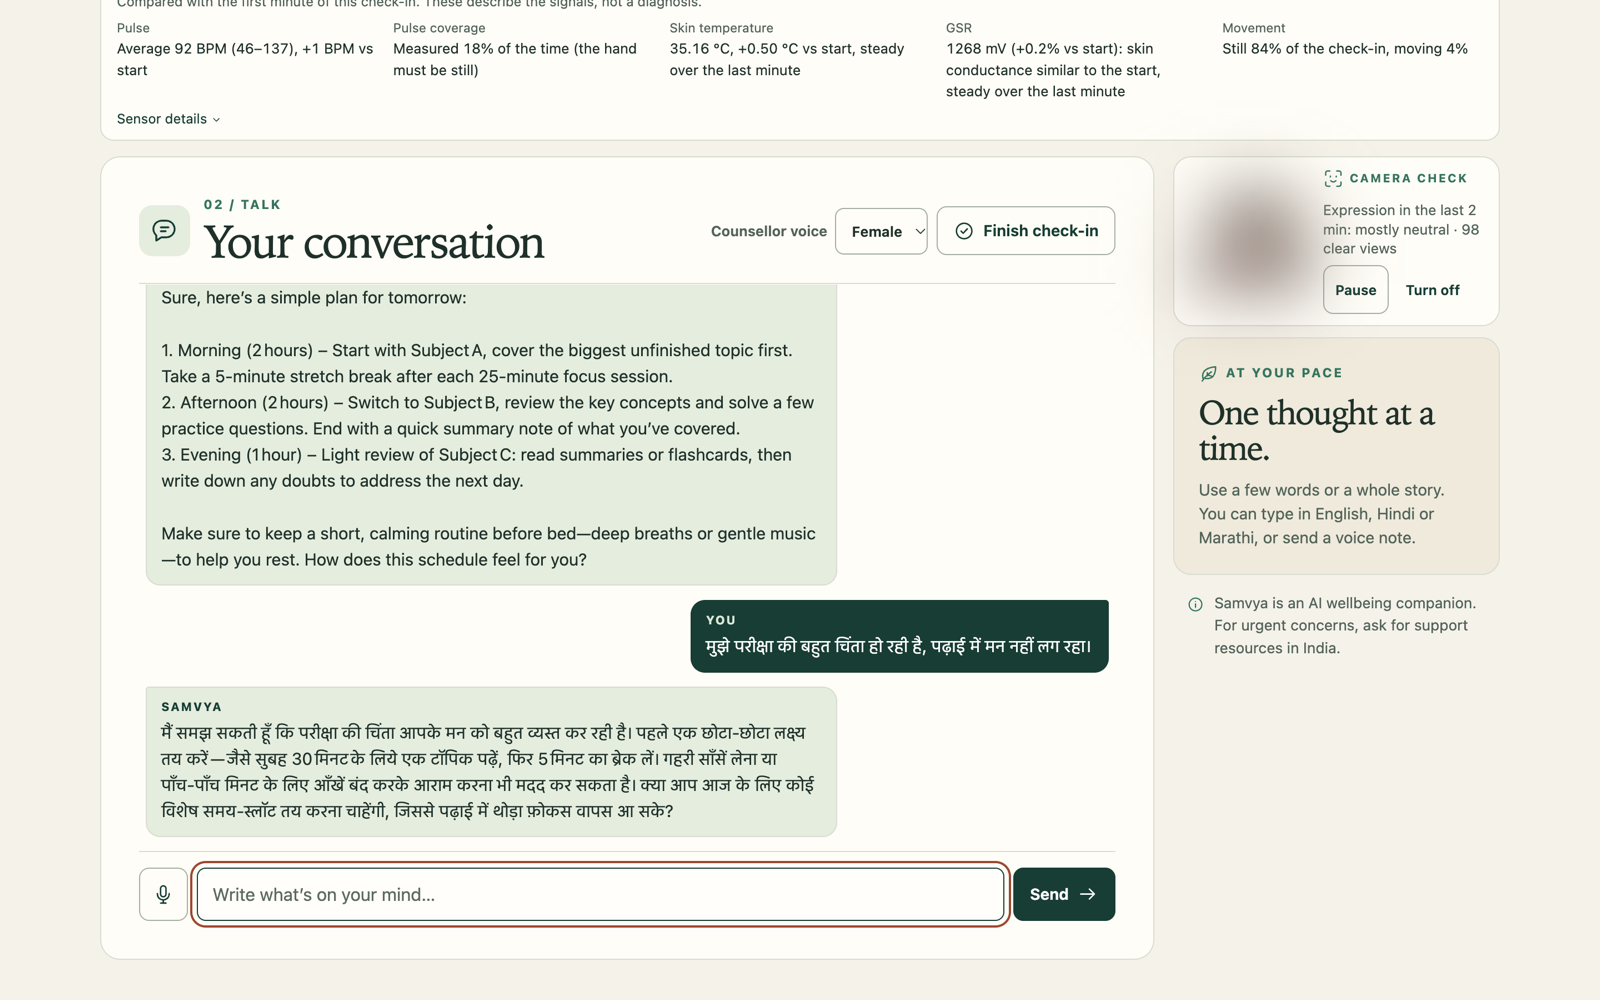 Compared with the first minute of this check-in. These describe the signals, not a diagnosis.
Pulse
Average 92 BPM (46–137), +1 BPM vs
start
Pulse coverage
Measured 18% of the time (the hand
must be still)
Skin temperature
35.16 °C, +0.50 °C vs start, steady
over the last minute
GSR
1268 mV (+0.2% vs start): skin
conductance similar to the start,
steady over the last minute
Movement
Still 84% of the check-in, moving 4%
Sensor details
02 / TALK
Your conversation
Counsellor voice
Female
Finish check-in
Sure, here’s a simple plan for tomorrow:
1. Morning (2 hours) – Start with Subject A, cover the biggest unfinished topic first.
Take a 5-minute stretch break after each 25-minute focus session.
2. Afternoon (2 hours) – Switch to Subject B, review the key concepts and solve a few
practice questions. End with a quick summary note of what you’ve covered.
3. Evening (1 hour) – Light review of Subject C: read summaries or flashcards, then
write down any doubts to address the next day.
Make sure to keep a short, calming routine before bed—deep breaths or gentle music
—to help you rest. How does this schedule feel for you?
YOU
मुझे परीक्षा की बहुत चिंता हो रही है, पढ़ाई में मन नहीं लग रहा।
SAMVYA
मैं समझ सकती हूँ कि परीक्षा की चिंता आपके मन को बहुत व्यस्त कर रही है। पहले एक छोटा-छोटा लक्ष्य
तय करें—जैसे सुबह 30 मिनट के लिये एक टॉपिक पढ़ें, फिर 5 मिनट का ब्रेक लें। गहरी साँसें लेना या
पाँच-पाँच मिनट के लिए आँखें बंद करके आराम करना भी मदद कर सकता है। क्या आप आज के लिए कोई
विशेष समय-स्लॉट तय करना चाहेंगी, जिससे पढ़ाई में थोड़ा फ़ोकस वापस आ सके?
Write what’s on your mind...
Send
CAMERA CHECK
Expression in the last 2
min: mostly neutral · 98
clear views
Pause
Turn off
AT YOUR PACE
One thought at a
time.
Use a few words or a whole story.
You can type in English, Hindi or
Marathi, or send a voice note.
Samvya is an AI wellbeing companion.
For urgent concerns, ask for support
resources in India.